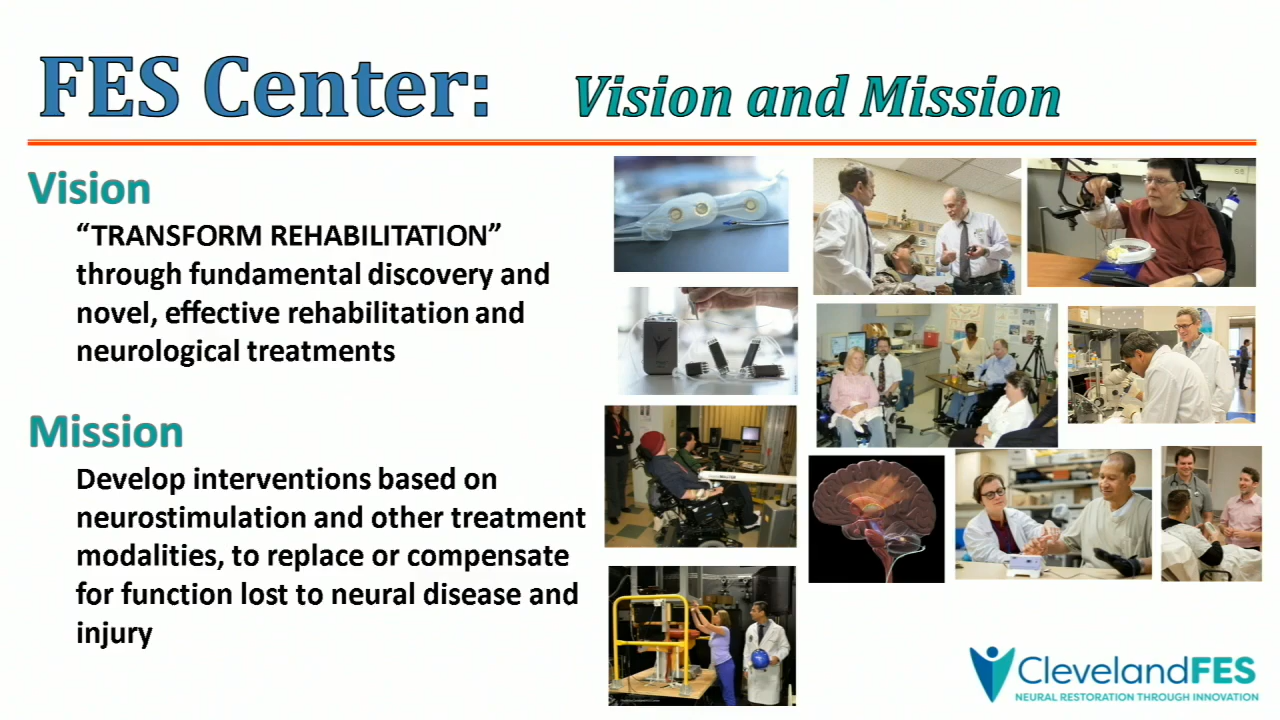 FES Center: Vision and Mission
Vision
“TRANSFORM REHABILITATION”
through fundamental discovery and
novel, effective rehabilitation and
neurological treatments
Mission
Develop interventions based on
neurostimulation and other treatment
modalities, to replace or compensate
for function lost to neural disease and
injury
ClevelandFES
NEURAL RESTORATION THROUGH INNOVATION